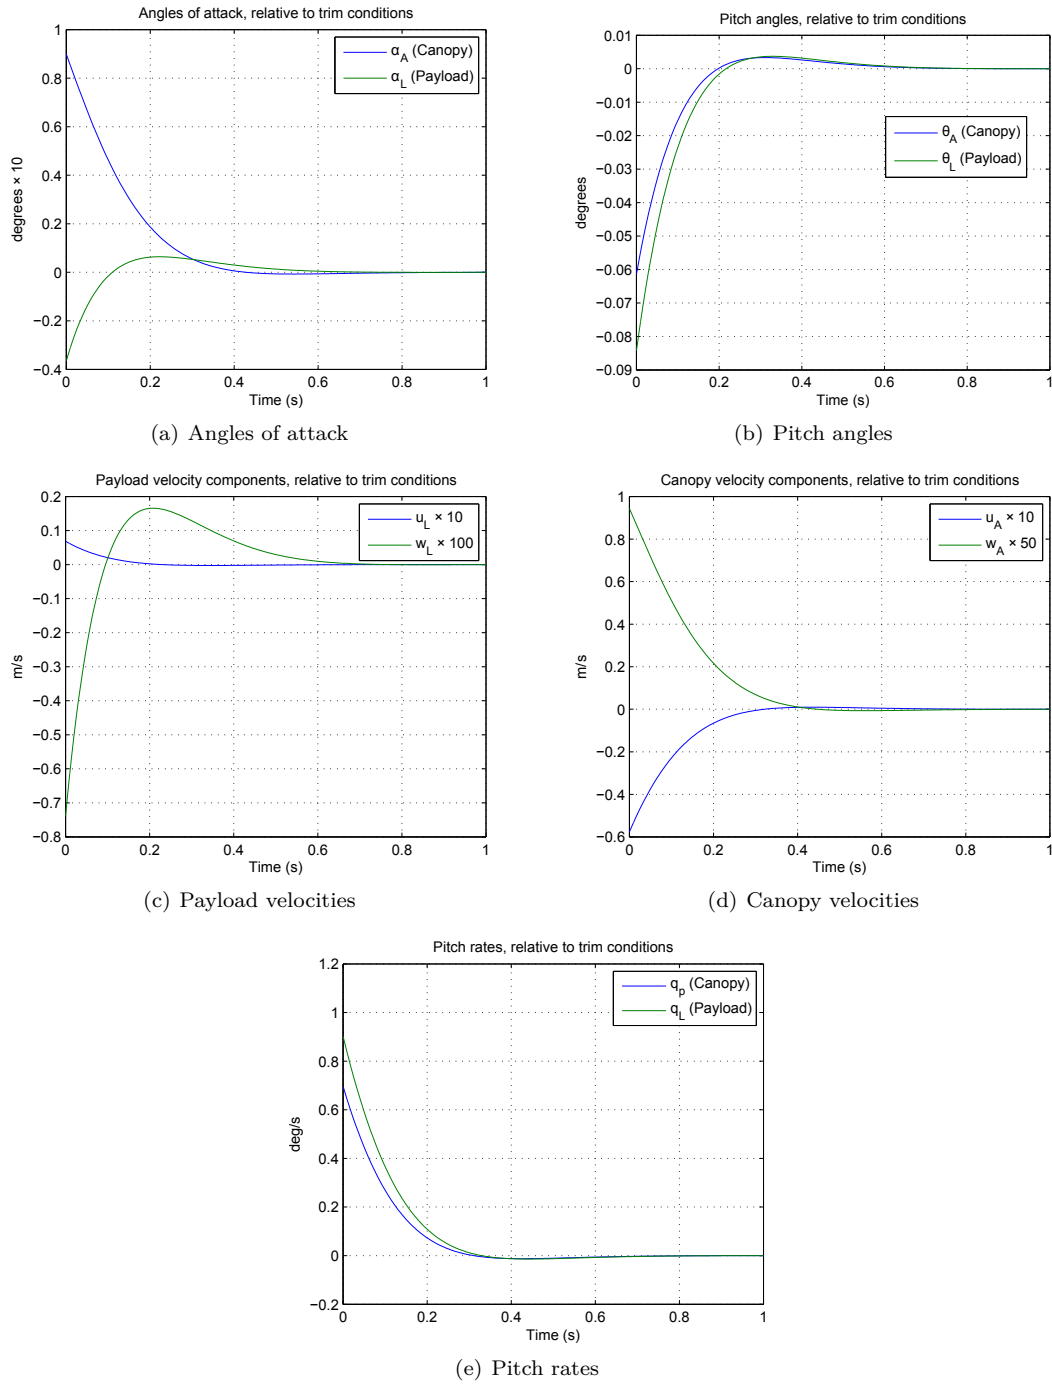 Angles of attack, relative to trim conditions
α_A (Canopy)
α_L (Payload)
degrees × 10
1
0.8
0.6
0.4
0.2
0
−0.2
−0.4
0 0.2 0.4 0.6 0.8 1
Time (s)
(a) Angles of attack
Pitch angles, relative to trim conditions
θ_A (Canopy)
θ_L (Payload)
degrees
0.01
0
−0.01
−0.02
−0.03
−0.04
−0.05
−0.06
−0.07
−0.08
−0.09
0 0.2 0.4 0.6 0.8 1
Time (s)
(b) Pitch angles
Payload velocity components, relative to trim conditions
u_L × 10
w_L × 100
m/s
0.2
0.1
0
−0.1
−0.2
−0.3
−0.4
−0.5
−0.6
−0.7
−0.8
0 0.2 0.4 0.6 0.8 1
Time (s)
(c) Payload velocities
Canopy velocity components, relative to trim conditions
u_A × 10
w_A × 50
m/s
1
0.8
0.6
0.4
0.2
0
−0.2
−0.4
−0.6
0 0.2 0.4 0.6 0.8 1
Time (s)
(d) Canopy velocities
Pitch rates, relative to trim conditions
q_p (Canopy)
q_L (Payload)
deg/s
1.2
1
0.8
0.6
0.4
0.2
0
−0.2
0 0.2 0.4 0.6 0.8 1
Time (s)
(e) Pitch rates